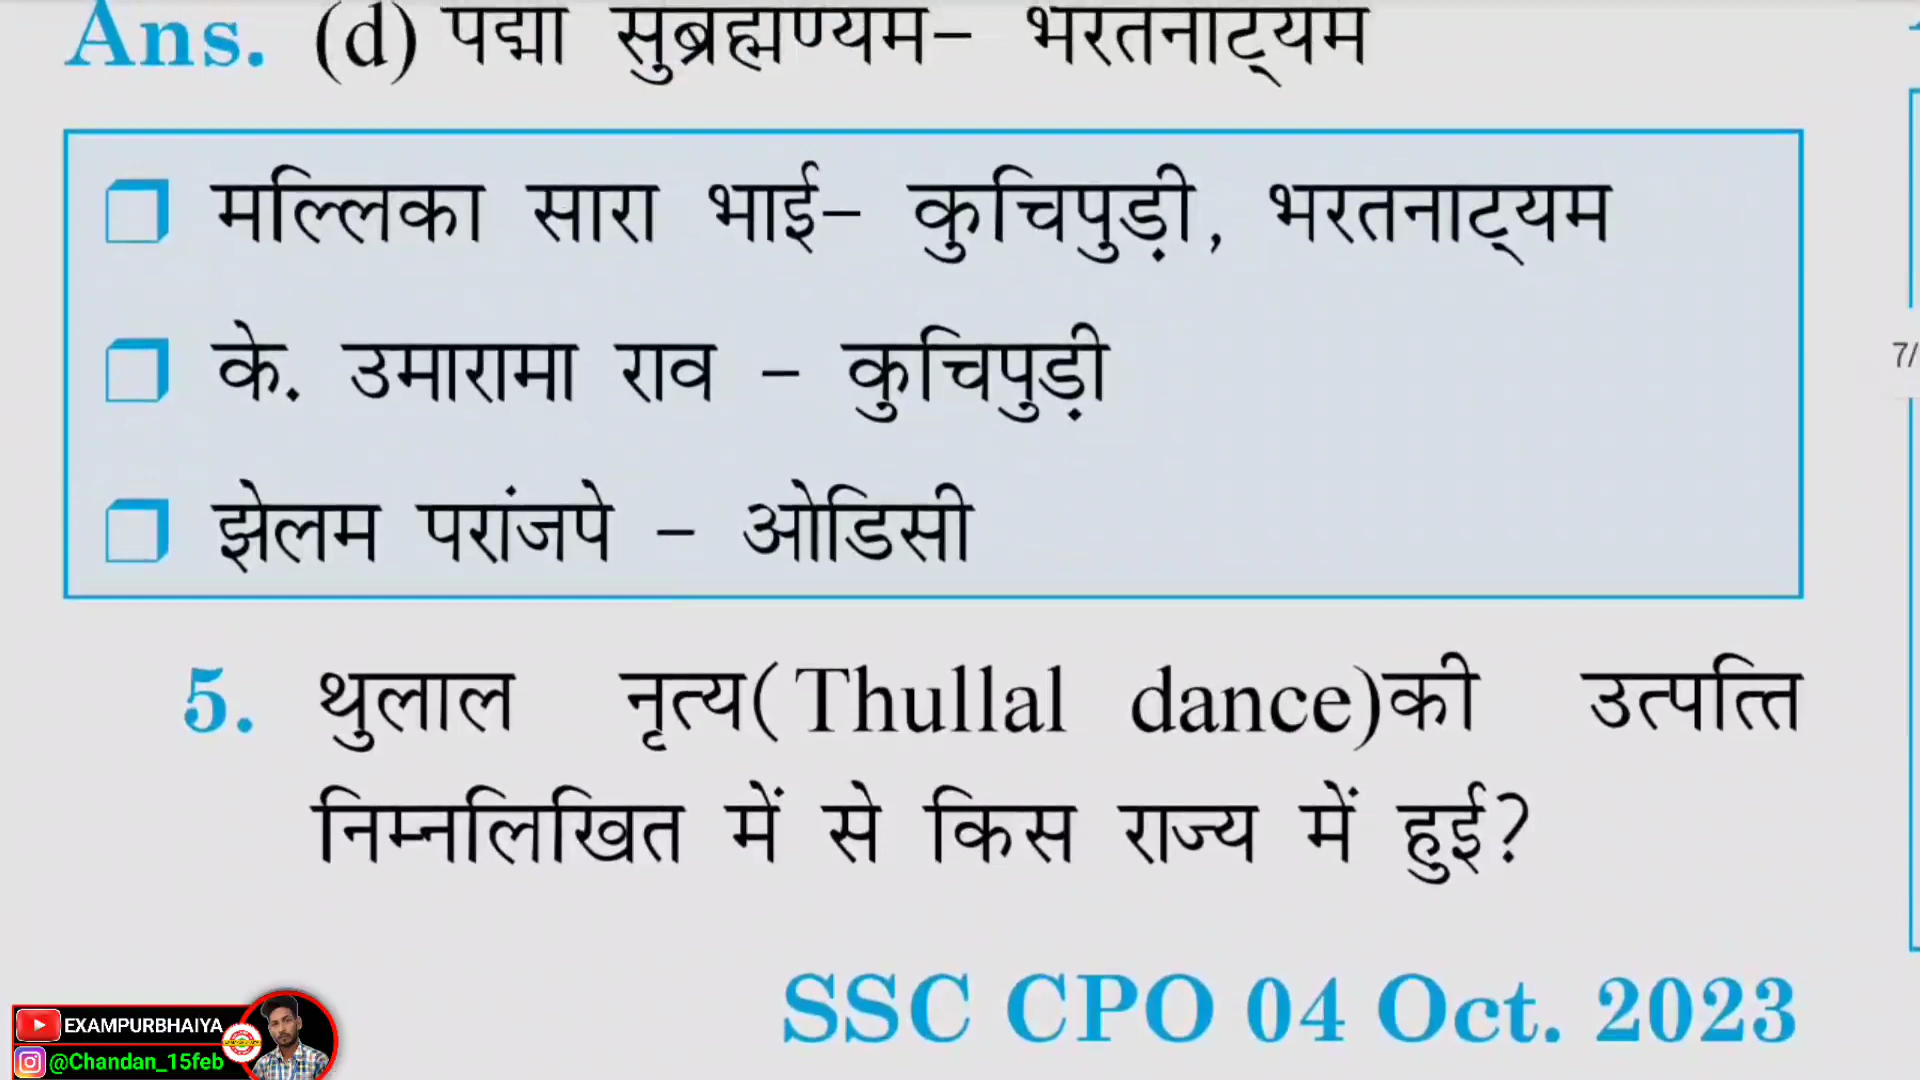 Ans. (d) पद्मा सुब्रह्मण्यम– भरतनाट्यम
मल्लिका सारा भाई– कुचिपुड़ी, भरतनाट्यम
के. उमारामा राव – कुचिपुड़ी
7/
झेलम परांजपे – ओडिसी
5. थुलाल नृत्य(Thullal dance)की उत्पत्ति
निम्नलिखित में से किस राज्य में हुई?
SSC CPO 04 Oct. 2023
EXAMPURBHAIYA
@Chandan_15feb